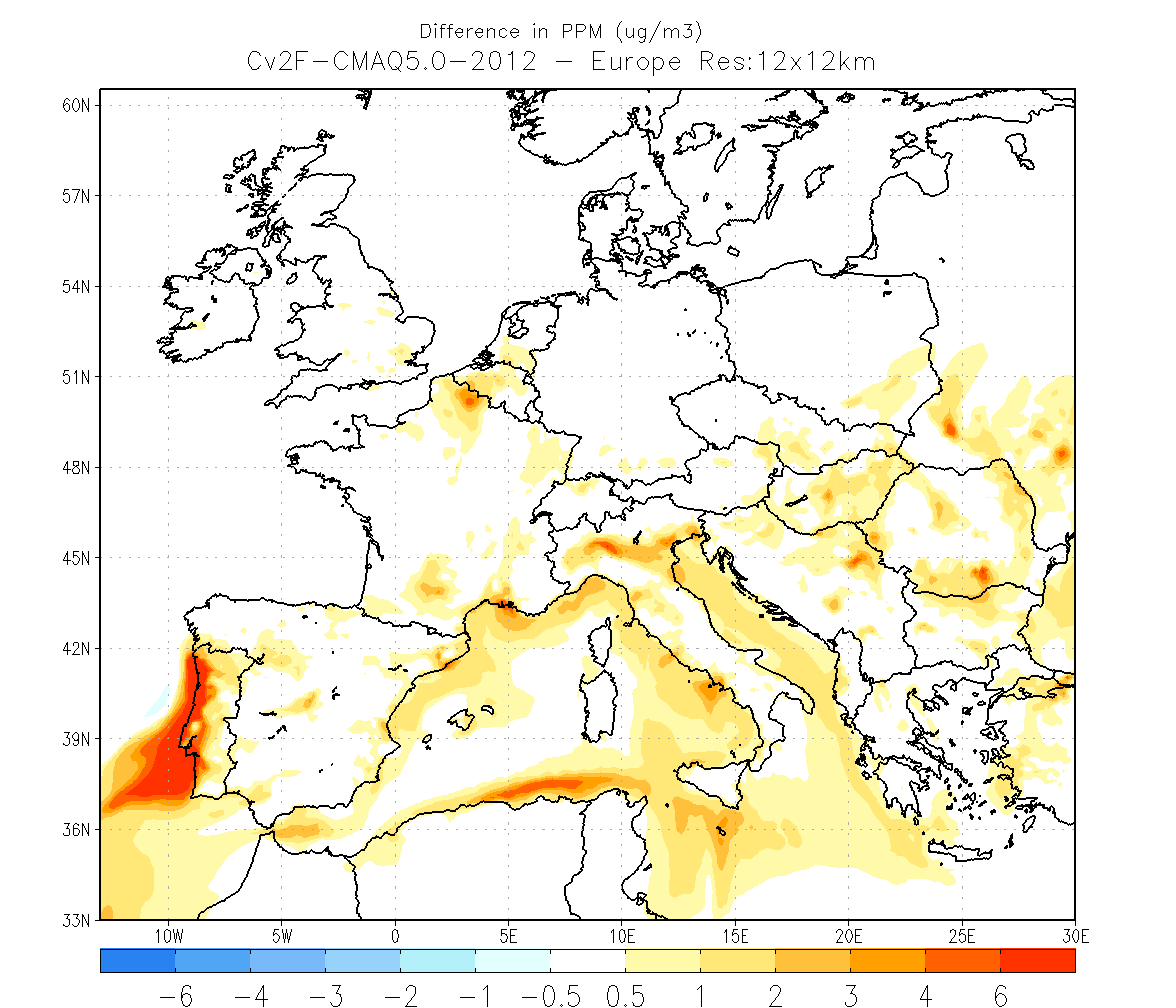 Difference in PPM (ug/m3)
Cv2F-CMAQ5.0-2012 - Europe Res:12x12km
60N
57N
54N
51N
48N
45N
42N
39N
36N
33N
10W 5W 0 5E 10E 15E 20E 25E 30E
-6 -4 -3 -2 -1 -0.5 0.5 1 2 3 4 6